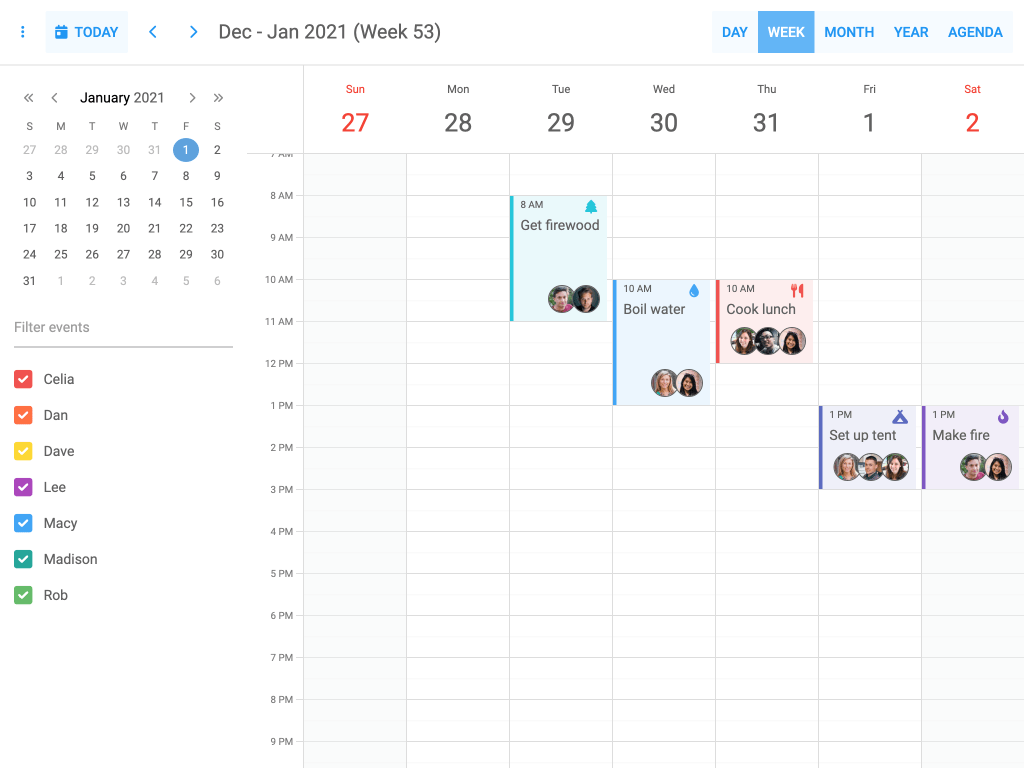 TODAY
Dec - Jan 2021 (Week 53)
DAY WEEK MONTH YEAR AGENDA
January 2021
S M T W T F S
27 28 29 30 31 1 2
3 4 5 6 7 8 9
10 11 12 13 14 15 16
17 18 19 20 21 22 23
24 25 26 27 28 29 30
31 1 2 3 4 5 6
Filter events
Celia
Dan
Dave
Lee
Macy
Madison
Rob
Sun Mon Tue Wed Thu Fri Sat
27 28 29 30 31 1 2
7 AM
8 AM
9 AM
10 AM
11 AM
12 PM
1 PM
2 PM
3 PM
4 PM
5 PM
6 PM
7 PM
8 PM
9 PM
8 AM
Get firewood
10 AM
Boil water
10 AM
Cook lunch
1 PM
Set up tent
1 PM
Make fire